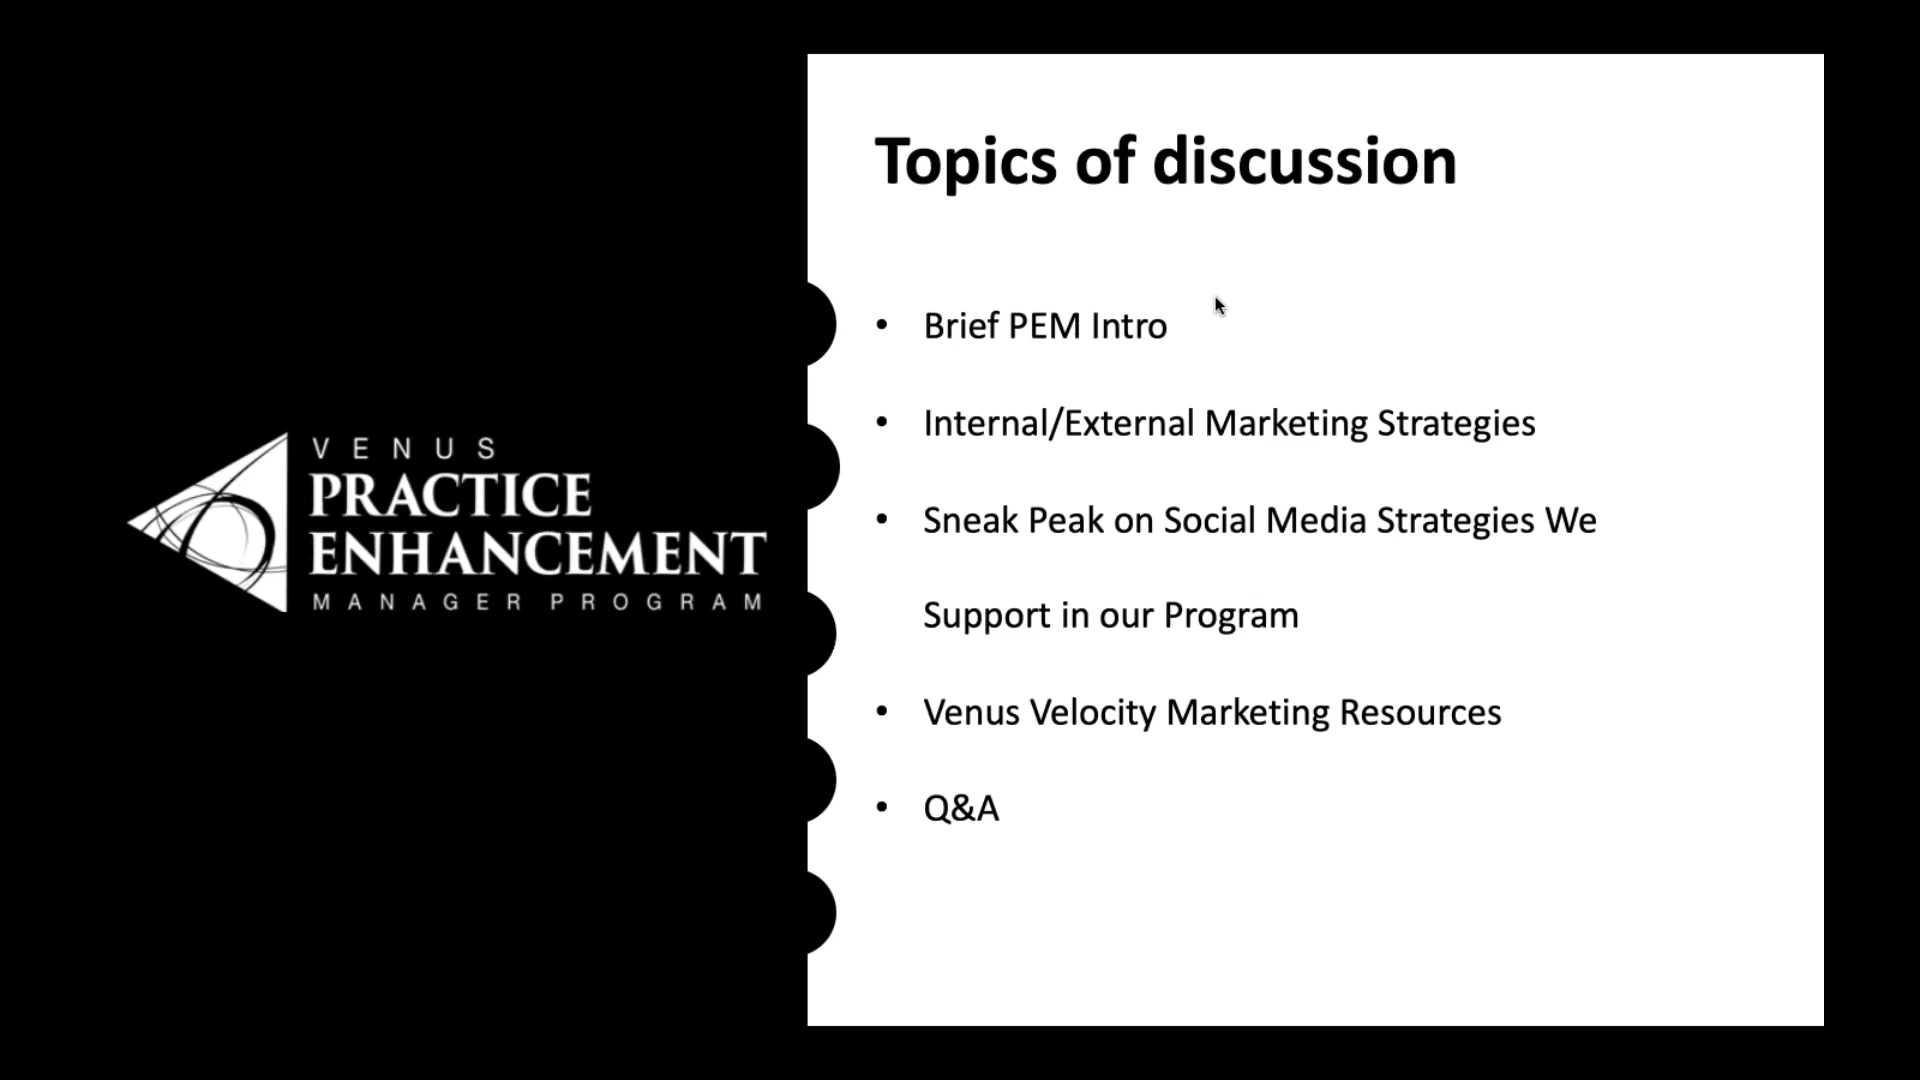 VENUS
PRACTICE
ENHANCEMENT
MANAGER PROGRAM
Topics of discussion
• Brief PEM Intro
• Internal/External Marketing Strategies
• Sneak Peak on Social Media Strategies We
Support in our Program
• Venus Velocity Marketing Resources
• Q&A